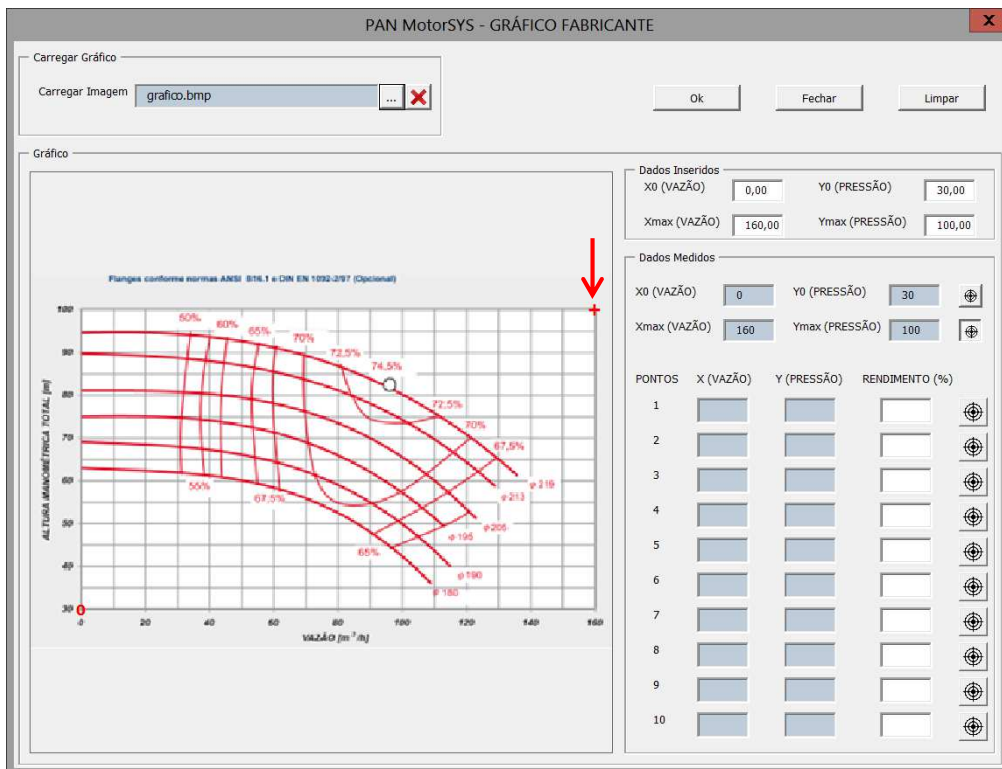 PAN MotorSYS - GRÁFICO FABRICANTE
X
Carregar Gráfico
Carregar Imagem grafico.bmp ...
Ok Fechar Limpar
Gráfico
Flanges conforme normas ANSI B16.1 e DIN EN 1092-2/97 (Opcional)
ALTURA MANOMÉTRICA TOTAL [m]
100
90
80
70
60
50
40
30
0
0 20 40 60 80 100 120 140 160
VAZÃO [m³/h]
50%
60%
65%
70%
72,5%
74,5%
72,5%
70%
67,5%
ø 219
ø 213
ø 205
ø 195
ø 190
ø 180
55%
67,5%
65%
Dados Inseridos
X0 (VAZÃO) 0,00 Y0 (PRESSÃO) 30,00
Xmax (VAZÃO) 160,00 Ymax (PRESSÃO) 100,00
Dados Medidos
X0 (VAZÃO) 0 Y0 (PRESSÃO) 30
Xmax (VAZÃO) 160 Ymax (PRESSÃO) 100
PONTOS X (VAZÃO) Y (PRESSÃO) RENDIMENTO (%)
1
2
3
4
5
6
7
8
9
10